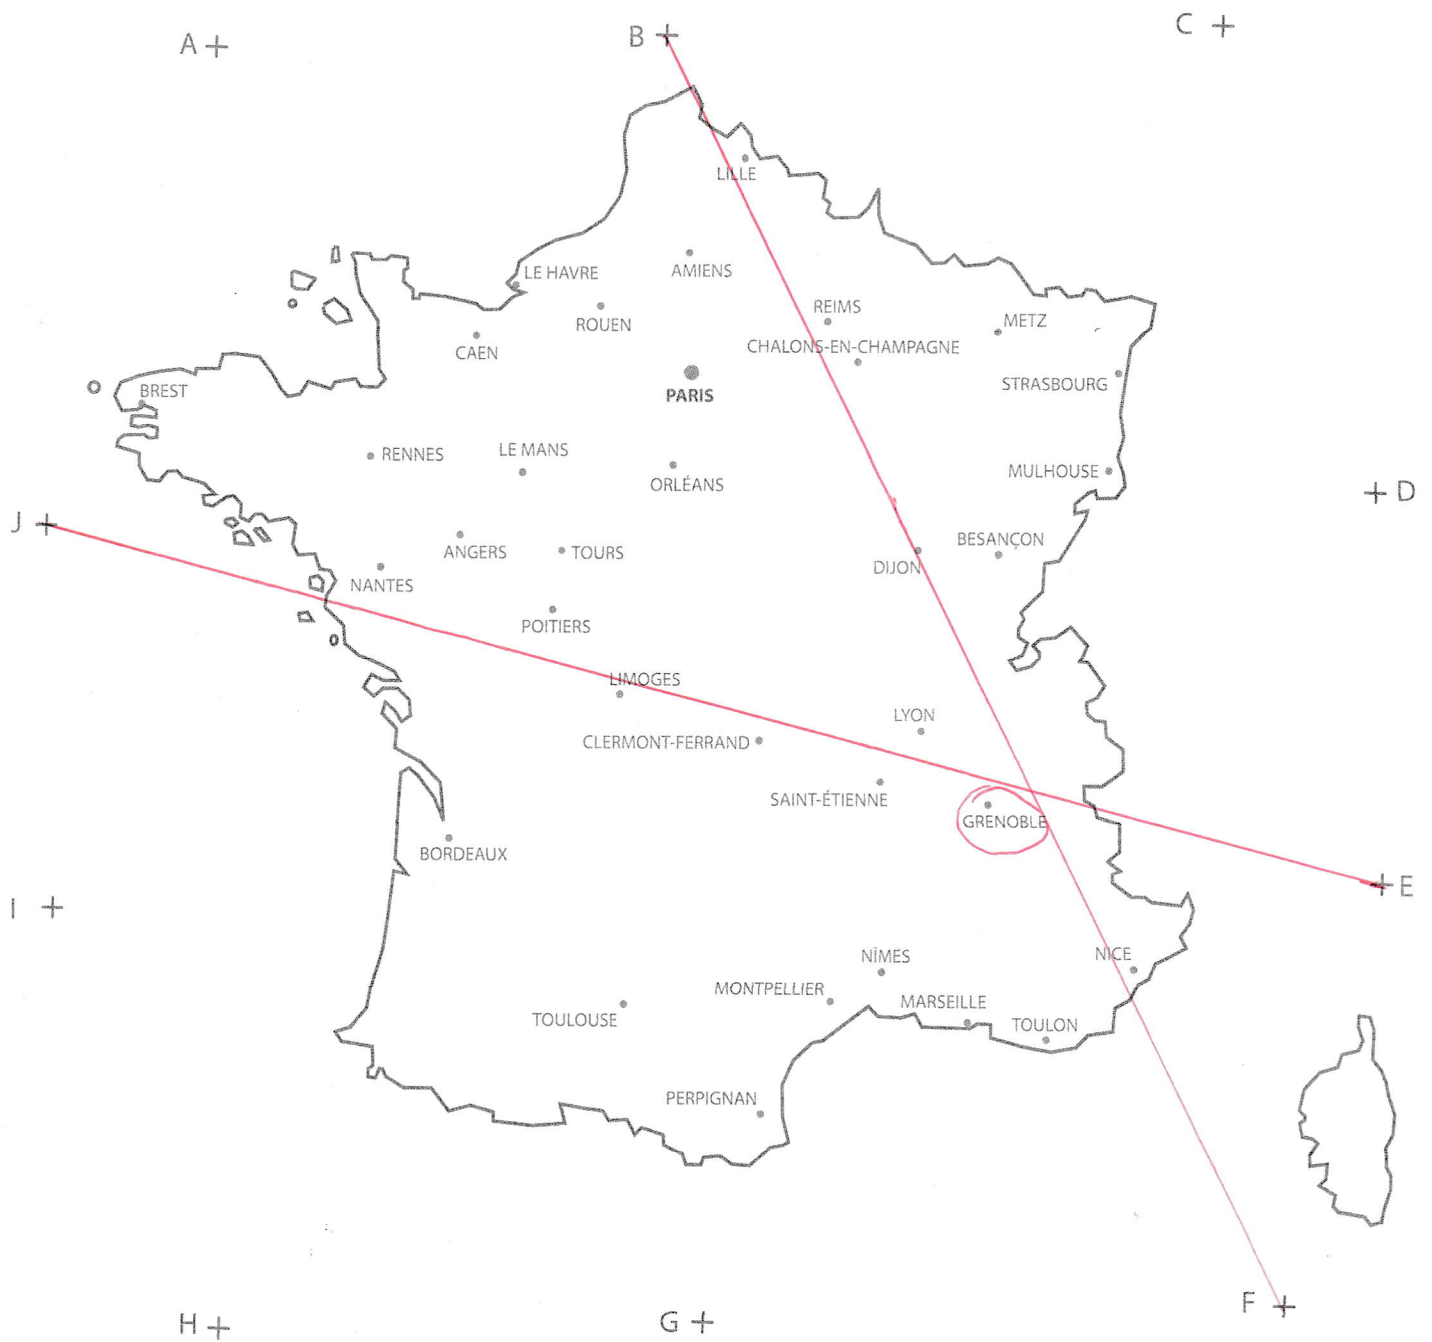 A
B
C
LILLE
AMIENS
LE HAVRE
REIMS
ROUEN
METZ
CAEN
CHALONS-EN-CHAMPAGNE
STRASBOURG
PARIS
BREST
RENNES
LE MANS
MULHOUSE
ORLÉANS
D
J
BESANÇON
ANGERS
TOURS
DIJON
NANTES
POITIERS
LIMOGES
LYON
CLERMONT-FERRAND
SAINT-ÉTIENNE
GRENOBLE
BORDEAUX
E
I
NICE
NÎMES
MONTPELLIER
MARSEILLE
TOULOUSE
TOULON
PERPIGNAN
F
H
G